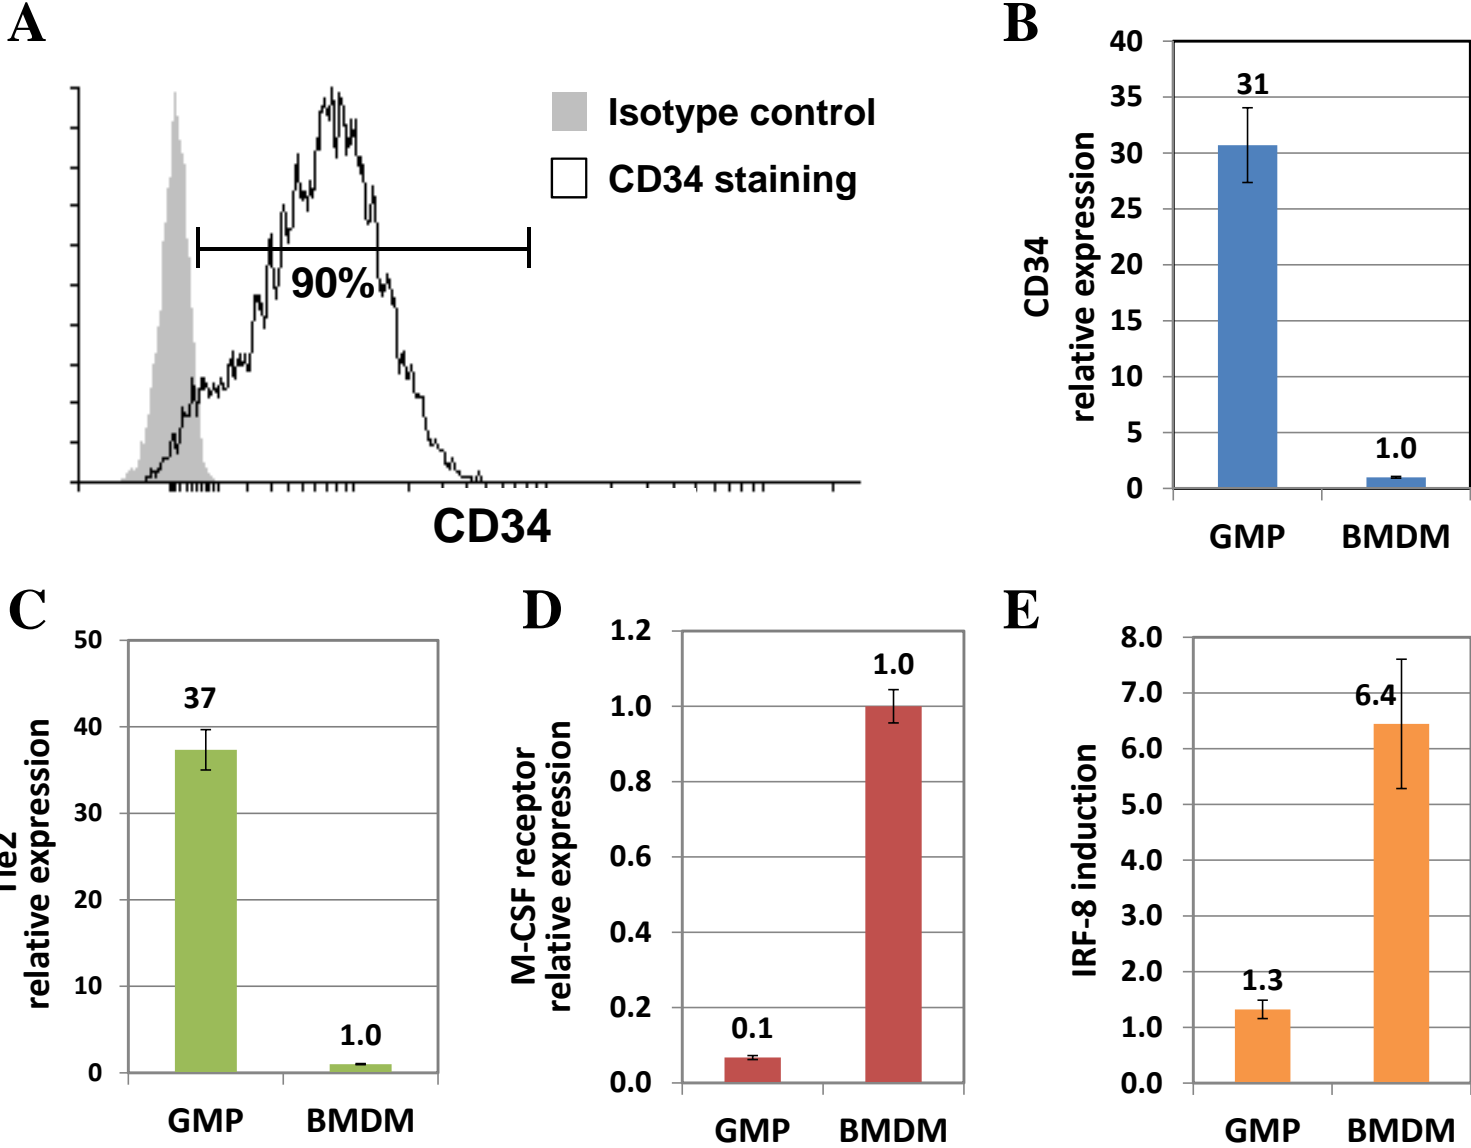 A
Isotype control
CD34 staining
90%
CD34
B
40
35
30
25
20
15
10
5
0
31
1.0
CD34
relative expression
GMP BMDM
C
50
40
30
20
10
0
37
1.0
relative expression
GMP BMDM
D
1.2
1.0
0.8
0.6
0.4
0.2
0.0
0.1
1.0
M-CSF receptor
relative expression
GMP BMDM
E
8.0
7.0
6.0
5.0
4.0
3.0
2.0
1.0
0.0
1.3
6.4
IRF-8 induction
GMP BMDM